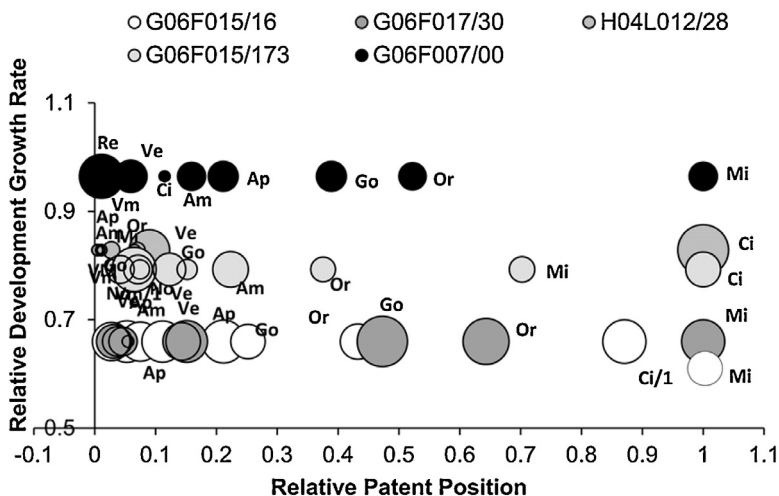 G06F015/16 G06F017/30 H04L012/28
G06F015/173 G06F007/00
Relative Development Growth Rate
1.1
Re
Ve
Mi
Ap
Go
Or
Ci
Am
0.9
Vm
Ap
Or
Am
Ve
Ci
Go
Go
Mi
Ci
Am
Or
Ve
Am
Ve
0.7
Ap
Or
Go
Mi
Go
Or
Ap
Ci/1
Mi
0.5
-0.1 0 0.1 0.2 0.3 0.4 0.5 0.6 0.7 0.8 0.9 1 1.1
Relative Patent Position